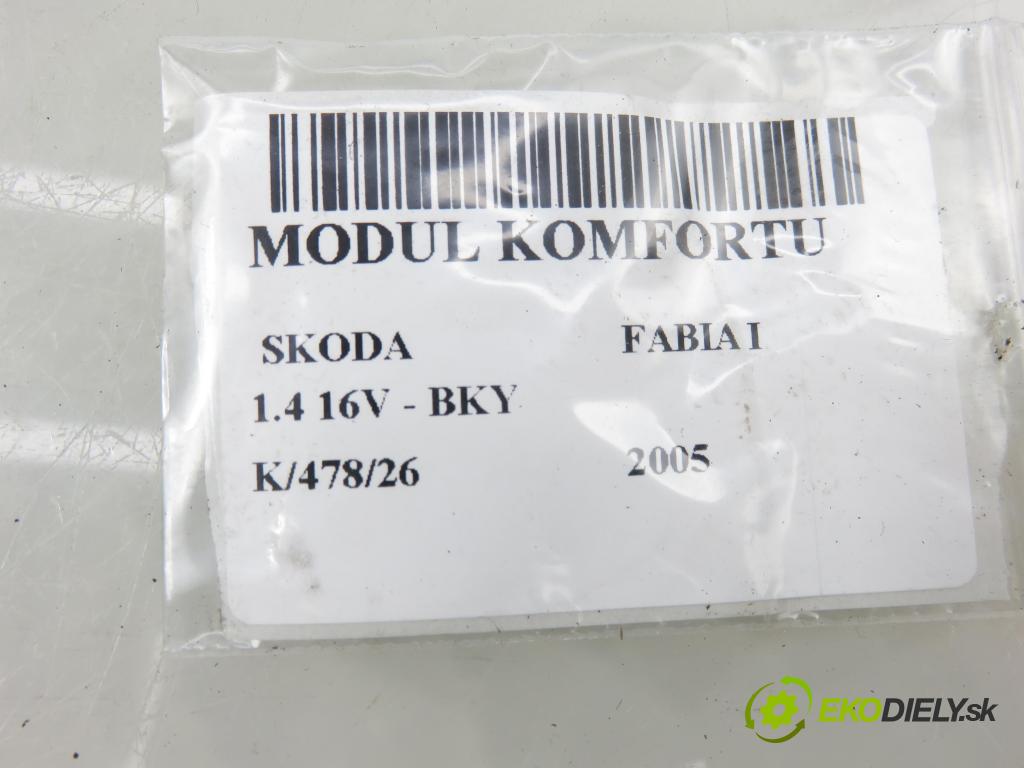 MODUL KOMFORTU
SKODA FABIA I
1.4 16V - BKY
K/478/26 2005
EKODIELY.sk